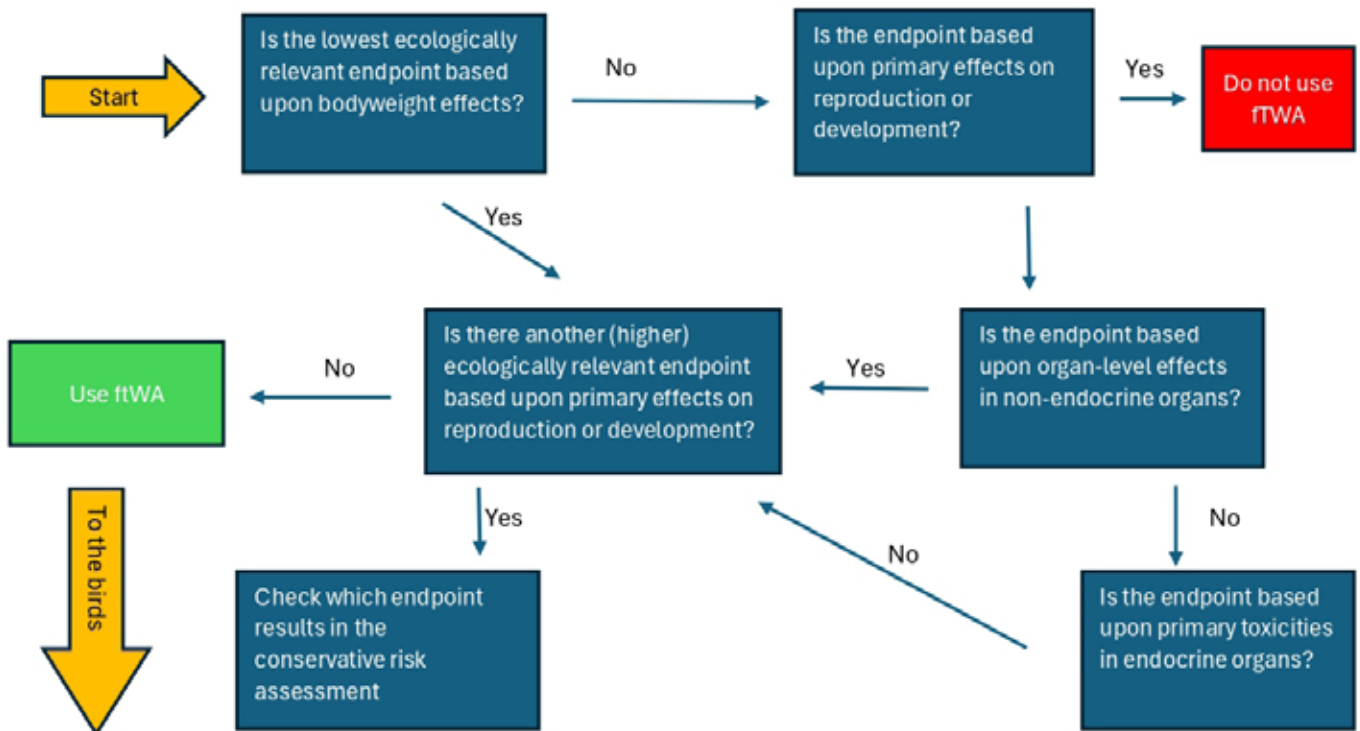 Start
Is the lowest ecologically
relevant endpoint based
upon bodyweight effects?
No
Is the endpoint based
upon primary effects on
reproduction or
development?
Yes
Do not use
fTWA
Yes
Use ftWA
No
Is there another (higher)
ecologically relevant endpoint
based upon primary effects on
reproduction or development?
Yes
Is the endpoint based
upon organ-level effects
in non-endocrine organs?
To the birds
Yes
No
No
Check which endpoint
results in the
conservative risk
assessment
Is the endpoint based
upon primary toxicities
in endocrine organs?